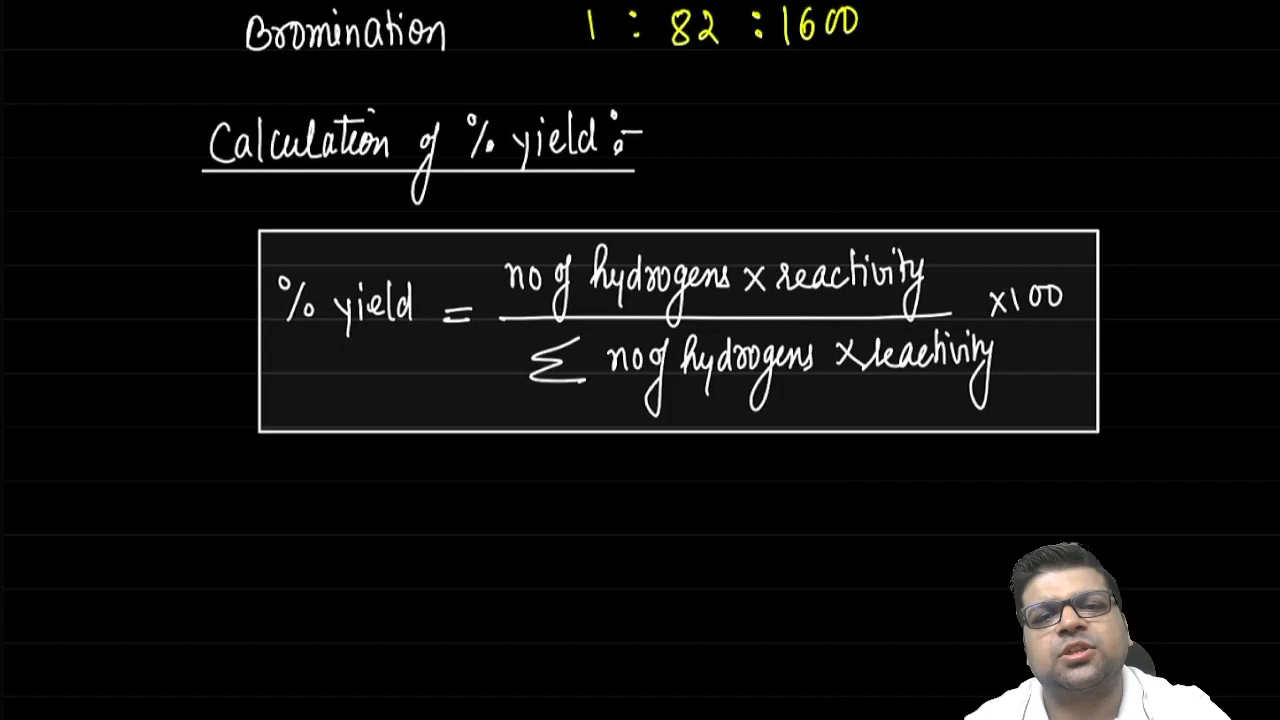 Bromination 1 : 82 : 1600
Calculation of % yield :-
% yield = no of hydrogens x reactivity x100
Σ no of hydrogens x reactivity